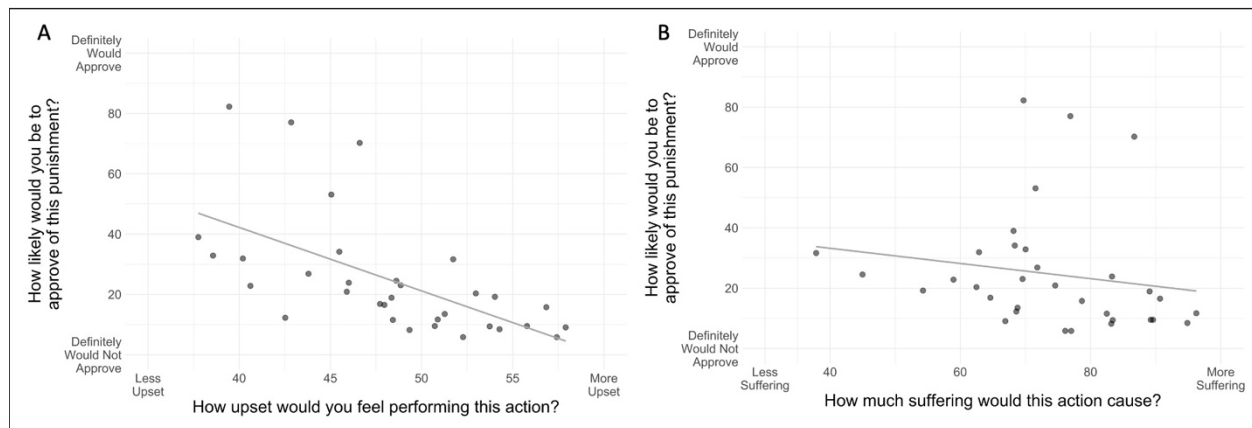 A
Definitely
Would
Approve
How likely would you be to
approve of this punishment?
80
60
40
20
Definitely
Would Not
Approve
Less
Upset
40
45
50
55
More
Upset
How upset would you feel performing this action?
B
Definitely
Would
Approve
How likely would you be to
approve of this punishment?
80
60
40
20
Definitely
Would Not
Approve
Less
Suffering
40
60
80
More
Suffering
How much suffering would this action cause?